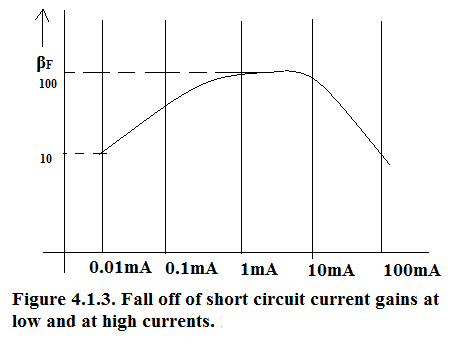 βF
100
10
0.01mA 0.1mA 1mA 10mA 100mA
Figure 4.1.3. Fall off of short circuit current gains at
low and at high currents.